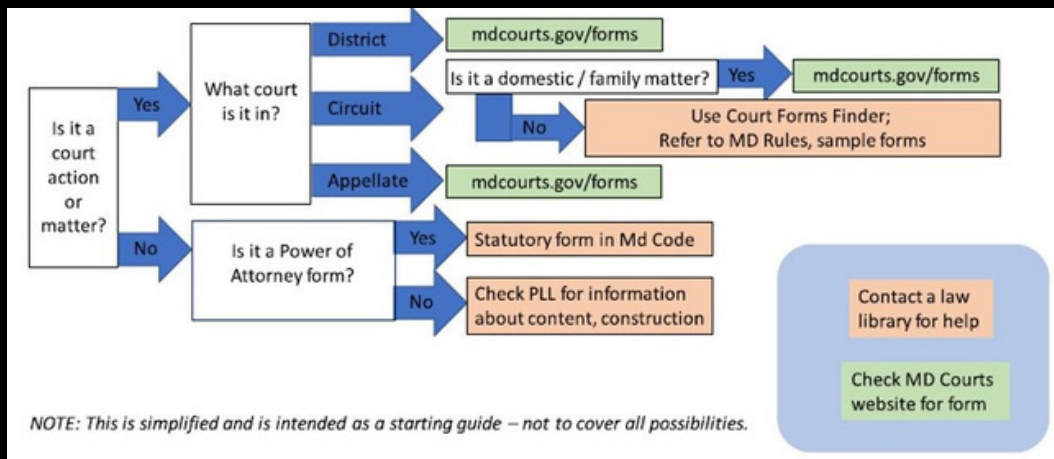 Is it a
court
action
or
matter?
Yes
No
What court
is it in?
District
Circuit
Appellate
mdcourts.gov/forms
Is it a domestic / family matter?
Yes
mdcourts.gov/forms
No
Use Court Forms Finder;
Refer to MD Rules, sample forms
mdcourts.gov/forms
Is it a Power of
Attorney form?
Yes
Statutory form in Md Code
No
Check PLL for information
about content, construction
Contact a law
library for help
Check MD Courts
website for form
NOTE: This is simplified and is intended as a starting guide – not to cover all possibilities.